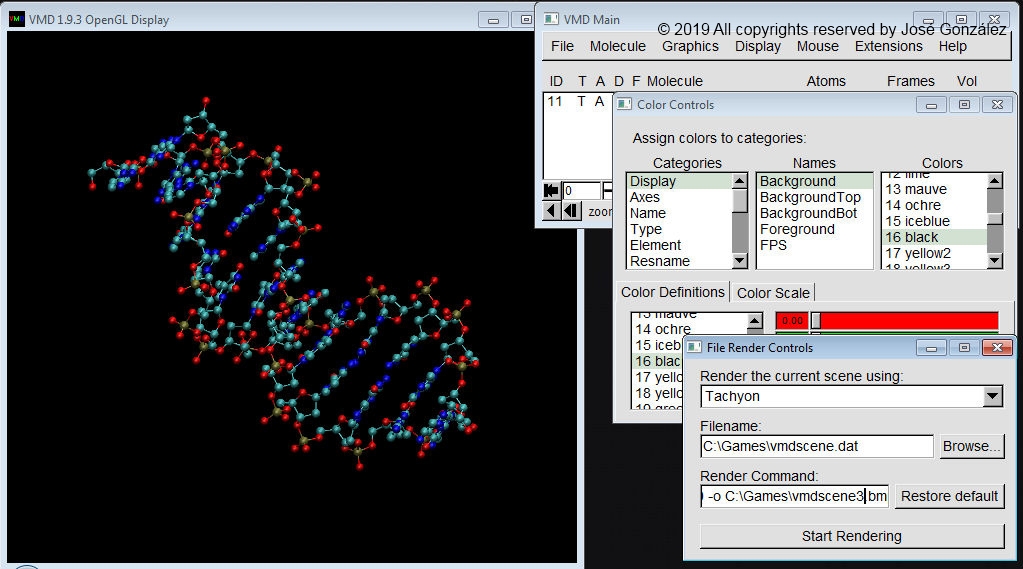 VMD 1.9.3 OpenGL Display
VMD Main
© 2019 All copyrights reserved by José González
File Molecule Graphics Display Mouse Extensions Help
ID T A D F Molecule Atoms Frames Vol
11 T A
0
zoom
Color Controls
Assign colors to categories:
Categories Names Colors
Display
Axes
Name
Type
Element
Resname
Background
BackgroundTop
BackgroundBot
Foreground
FPS
12 lime
13 mauve
14 ochre
15 iceblue
16 black
17 yellow2
18 yellow3
Color Definitions Color Scale
13 mauve
14 ochre
15 iceb
16 blac
17 yello
18 yello
19 gree
0.00
File Render Controls
Render the current scene using:
Tachyon
Filename:
C:\Games\vmdscene.dat
Browse...
Render Command:
-o C:\Games\vmdscene3.bm
Restore default
Start Rendering